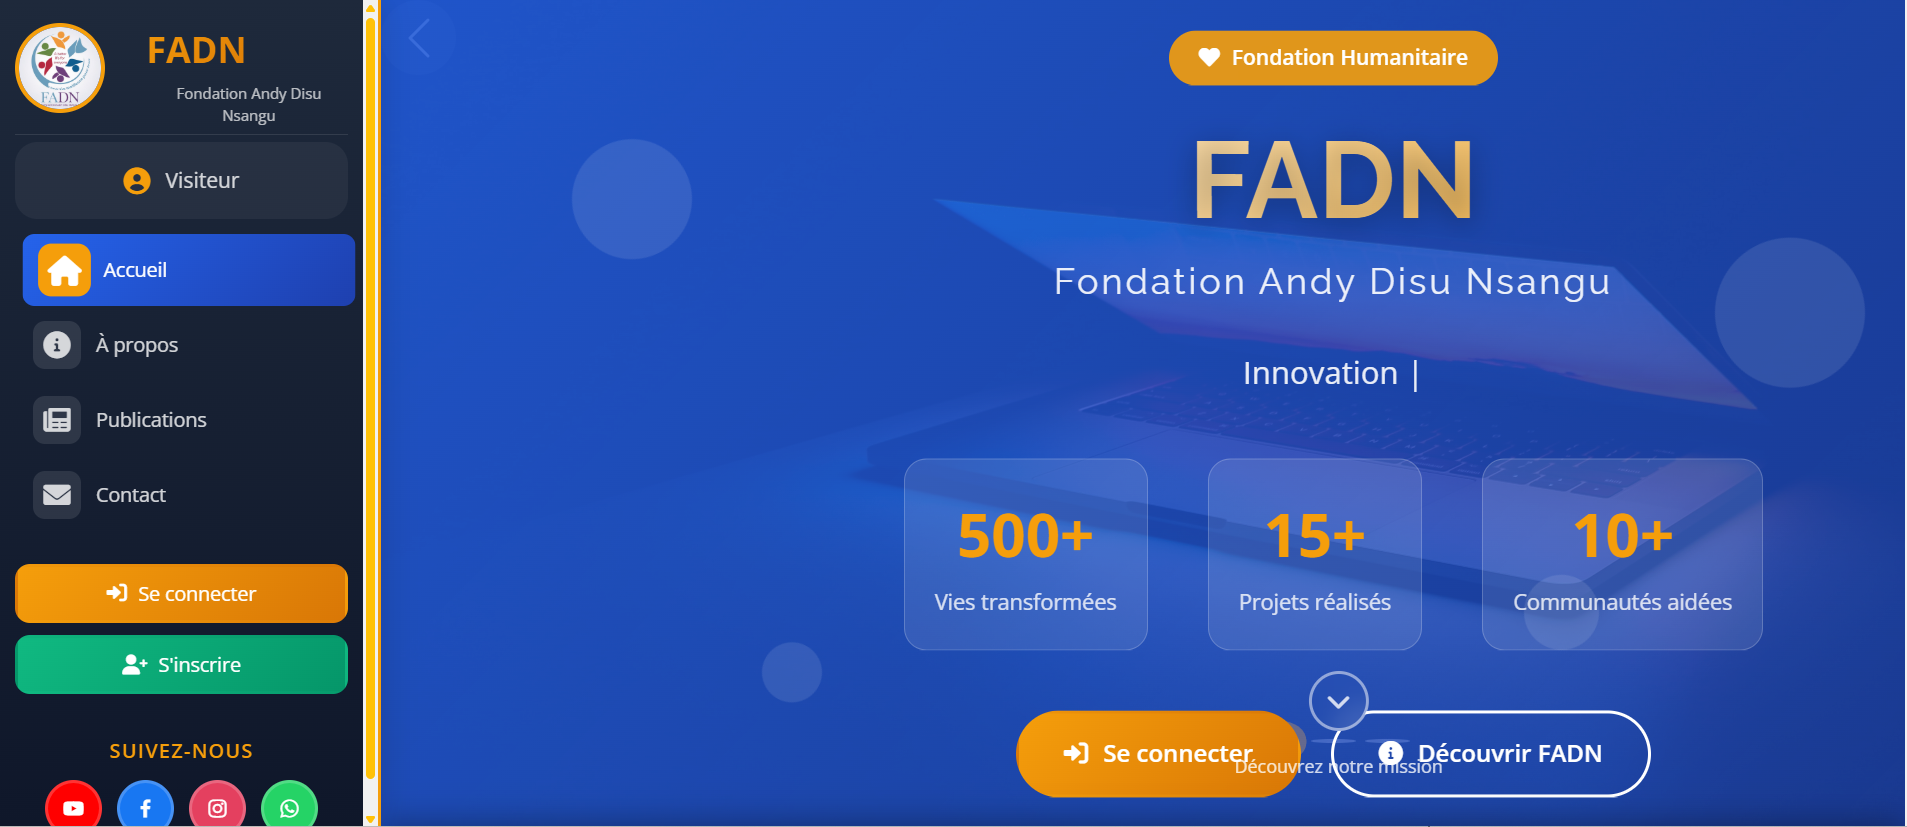 FADN
FADN
Fondation Andy Disu
Nsangu
Visiteur
Accueil
À propos
Publications
Contact
Se connecter
S'inscrire
SUIVEZ-NOUS
Fondation Humanitaire
FADN
Fondation Andy Disu Nsangu
Innovation |
500+
Vies transformées
15+
Projets réalisés
10+
Communautés aidées
Se connecter
Découvrir FADN
Découvrez notre mission